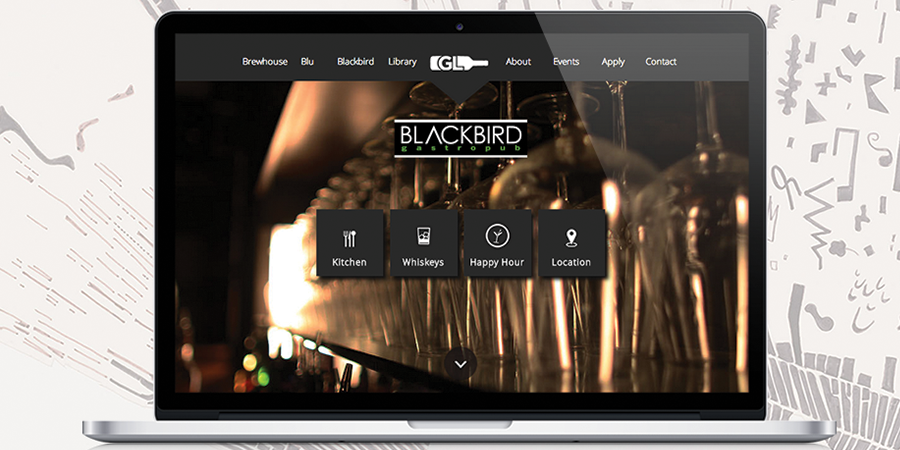 Brewhouse Blu Blackbird Library GL About Events Apply Contact
BLACKBIRD
gastropub
Kitchen Whiskeys Happy Hour Location